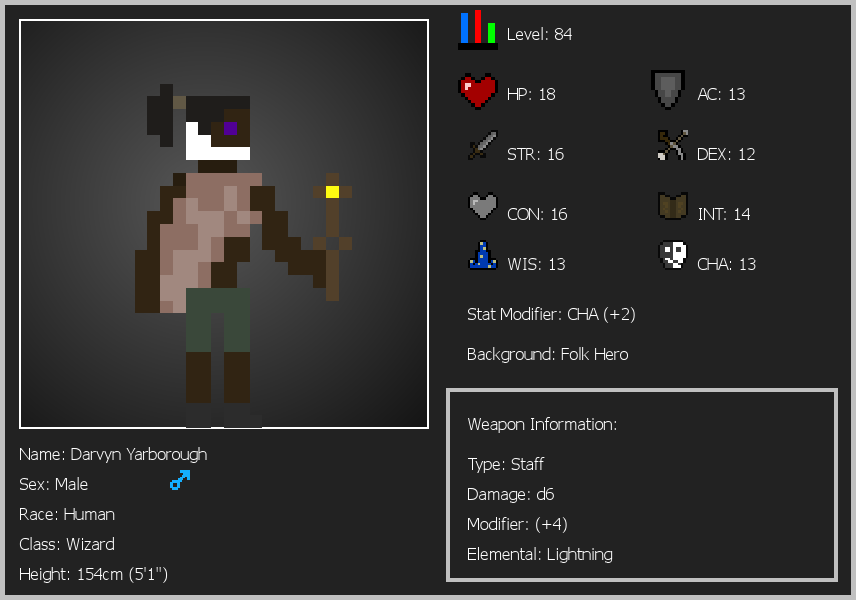 Level: 84
HP: 18
AC: 13
STR: 16
DEX: 12
CON: 16
INT: 14
WIS: 13
CHA: 13
Stat Modifier: CHA (+2)
Background: Folk Hero
Weapon Information:
Type: Staff
Damage: d6
Modifier: (+4)
Elemental: Lightning
Name: Darvyn Yarborough
Sex: Male
Race: Human
Class: Wizard
Height: 154cm (5'1")